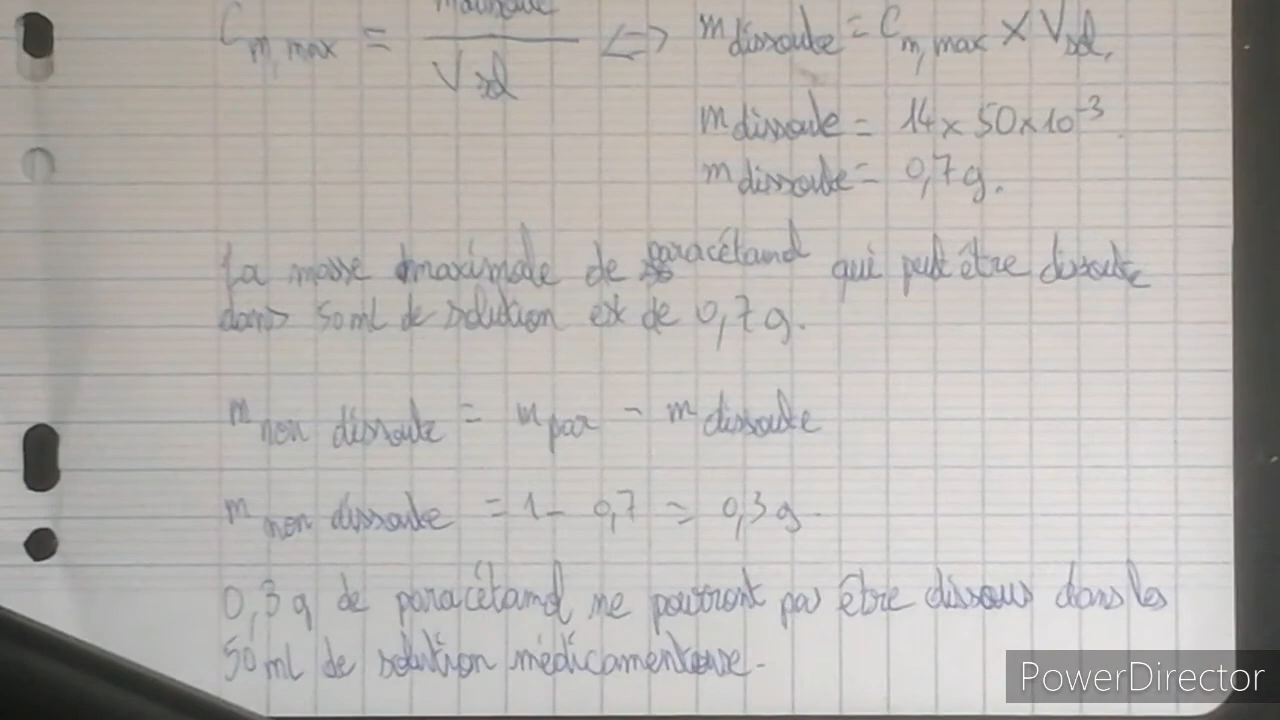 C m, max = m dissoute / V sol <=> m dissoute = C m, max x V sol.
m dissoute = 14 x 50 x 10⁻³
m dissoute = 0,7 g.
La masse maximale de paracétamol qui peut être dissoute
dans 50 ml de solution est de 0,7 g.
m non dissoute = m par - m dissoute
m non dissoute = 1 - 0,7 = 0,3 g.
0,3 g de paracétamol ne pourront pas être dissous dans les
50 ml de solution médicamenteuse.
PowerDirector